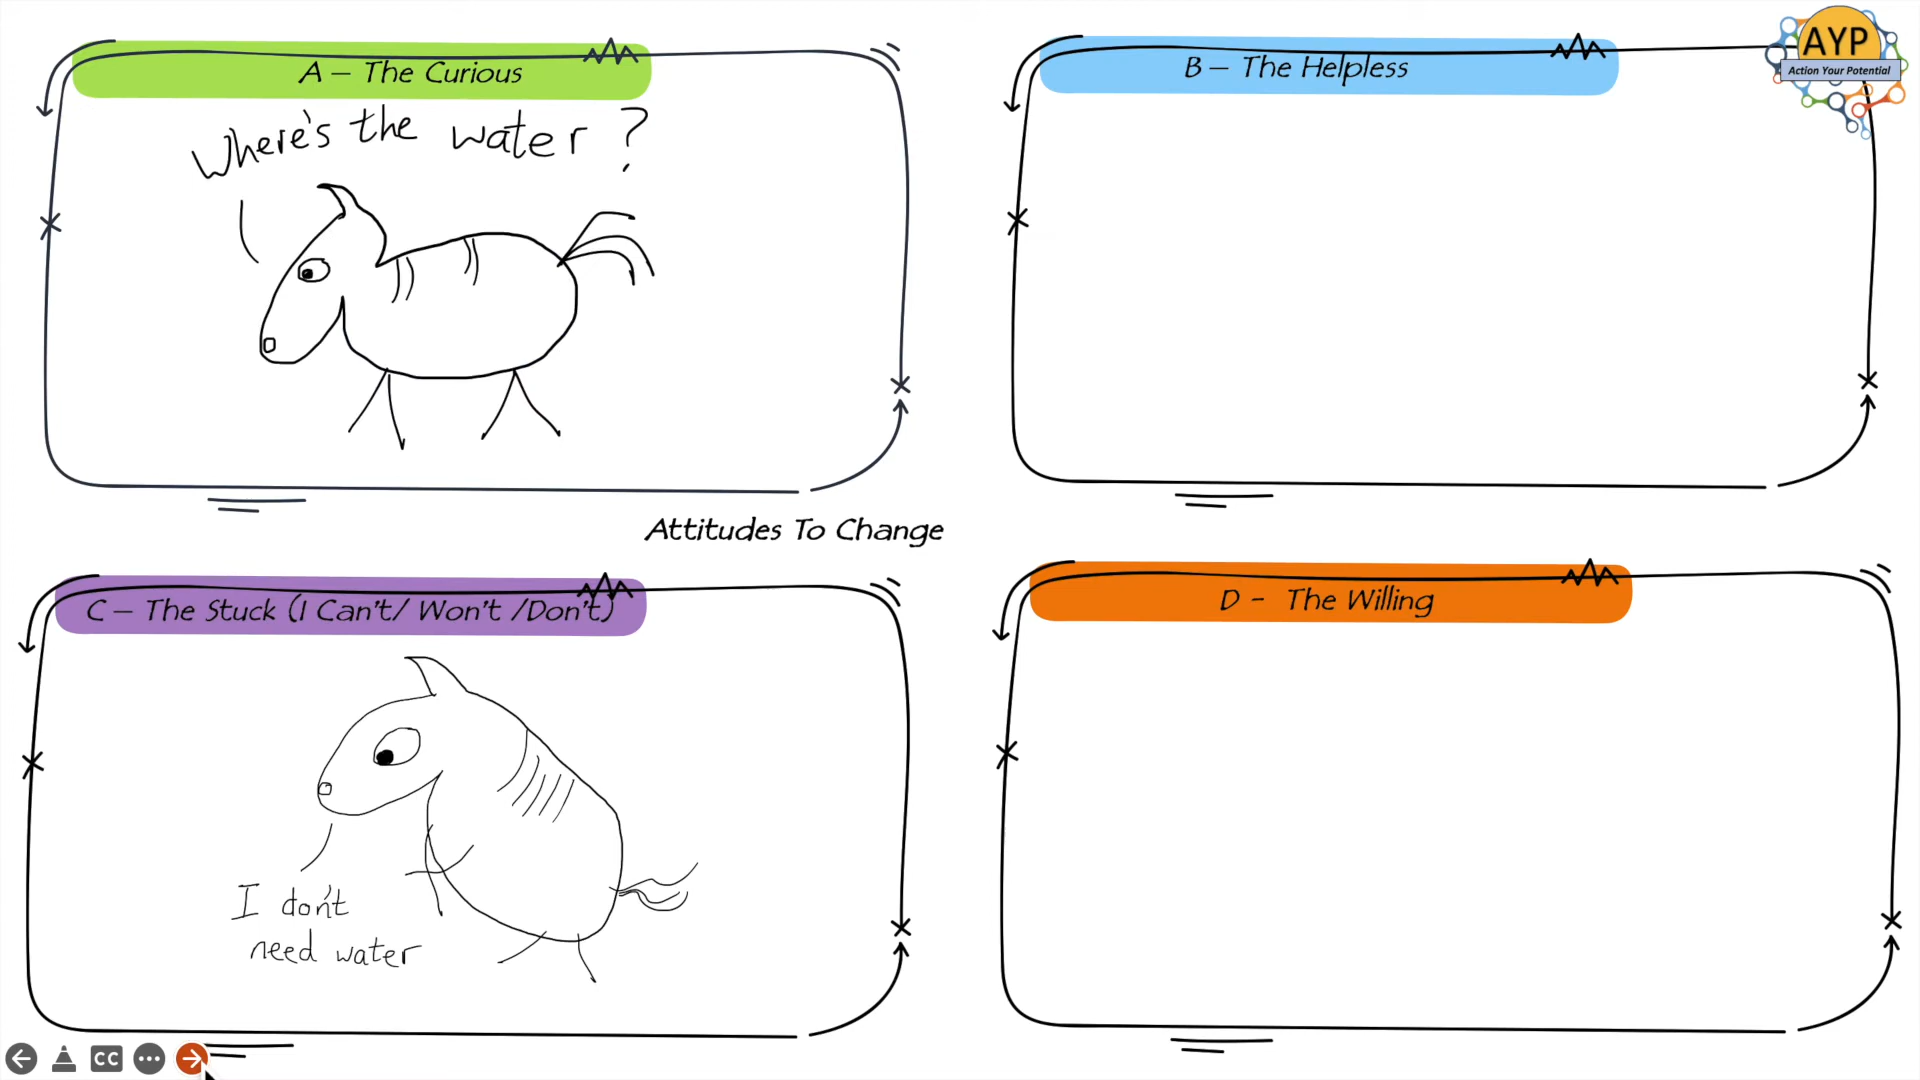 A – The Curious
Where's the water ?
B – The Helpless
AYP
Action Your Potential
Attitudes To Change
C – The Stuck (I Can't/ Won't /Don't)
I don't
need water
D - The Willing
CC